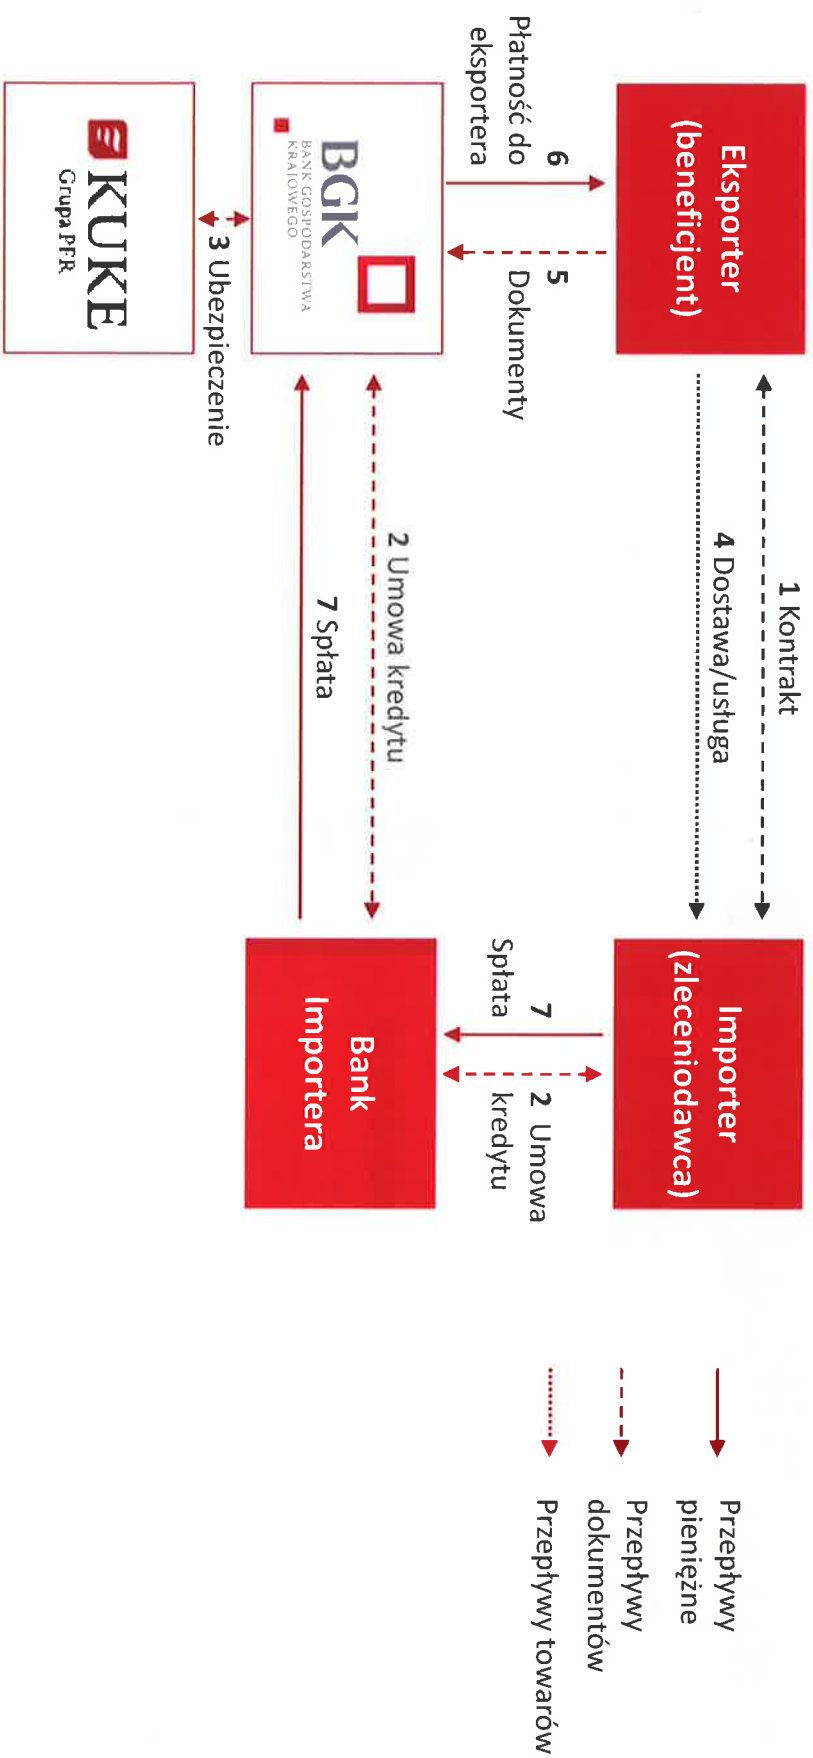 Eksporter
(beneficjent)
1 Kontrakt
4 Dostawa/usługa
Importer
(zleceniodawca)
6
Płatność do
eksportera
5
Dokumenty
7
Spłata
2 Umowa
kredytu
BGK
BANK GOSPODARSTWA
KRAJOWEGO
2 Umowa kredytu
7 Spłata
Bank
Importera
3 Ubezpieczenie
KUKE
Grupa PFR
Przepływy
pieniężne
Przepływy
dokumentów
Przepływy towarów